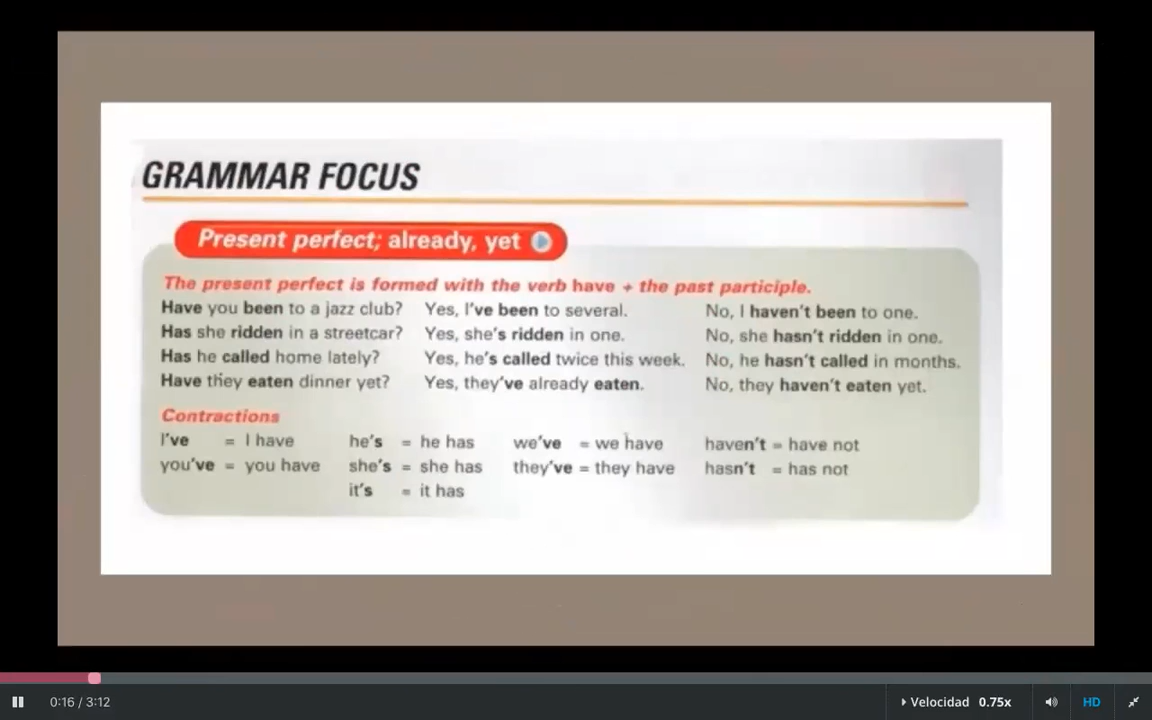 GRAMMAR FOCUS
Present perfect; already, yet
The present perfect is formed with the verb have + the past participle.
Have you been to a jazz club? Yes, I've been to several. No, I haven't been to one.
Has she ridden in a streetcar? Yes, she's ridden in one. No, she hasn't ridden in one.
Has he called home lately? Yes, he's called twice this week. No, he hasn't called in months.
Have they eaten dinner yet? Yes, they've already eaten. No, they haven't eaten yet.
Contractions
I've = I have he's = he has we've = we have haven't = have not
you've = you have she's = she has they've = they have hasn't = has not
it's = it has
0:16 / 3:12 Velocidad 0.75x HD